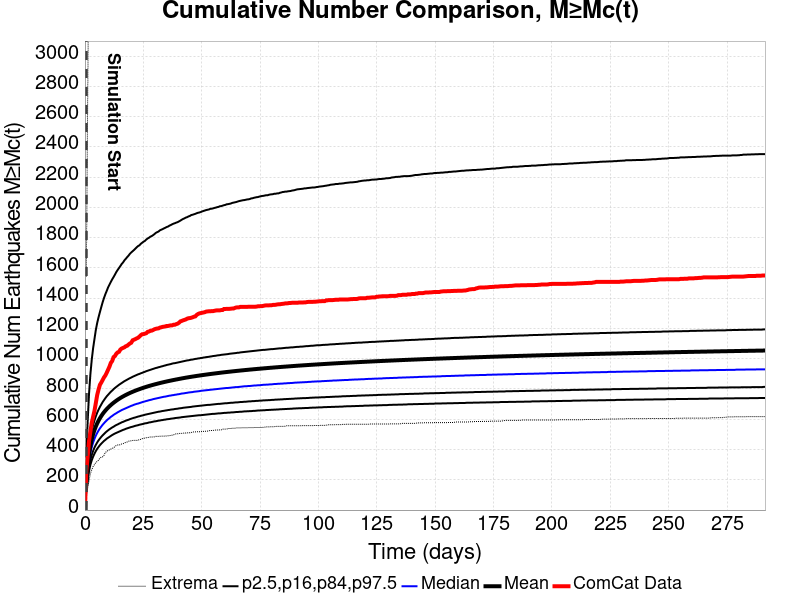 Cumulative Number Comparison, M≥Mc(t)
Cumulative Num Earthquakes M≥Mc(t)
3000
2800
2600
2400
2200
2000
1800
1600
1400
1200
1000
800
600
400
200
0
Simulation Start
0 25 50 75 100 125 150 175 200 225 250 275
Time (days)
Extrema p2.5,p16,p84,p97.5 Median Mean ComCat Data